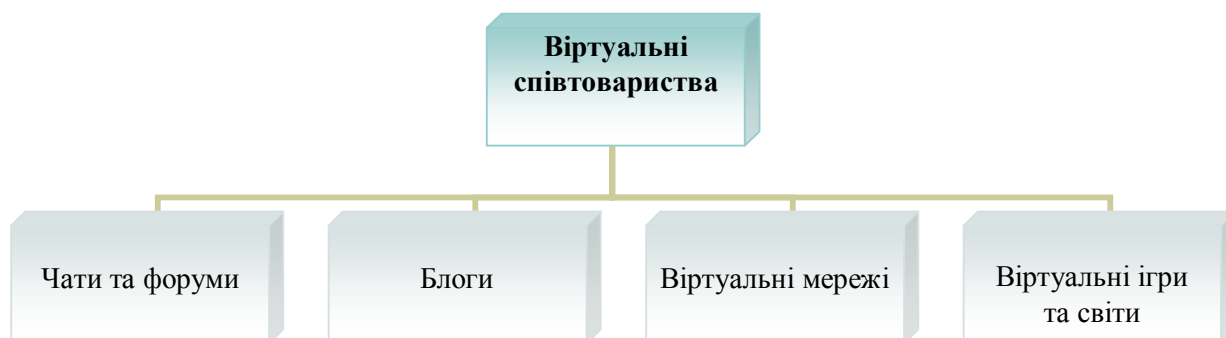 Віртуальні
співтовариства
Чати та форуми
Блоги
Віртуальні мережі
Віртуальні ігри
та світи